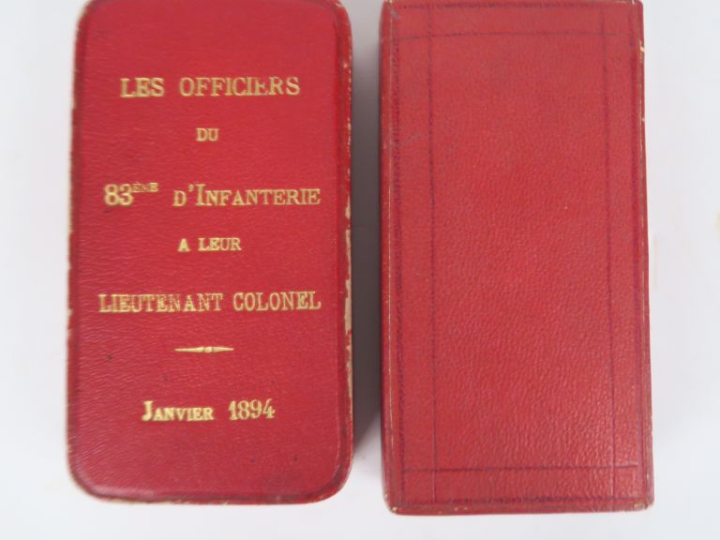 LES OFFICIERS
DU
83ÈME D'INFANTERIE
A LEUR
LIEUTENANT COLONEL
JANVIER 1894